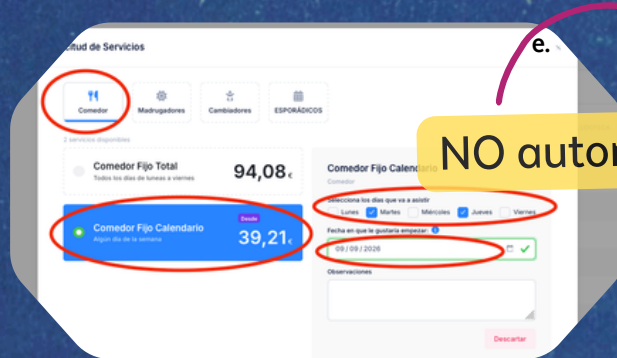 citud de Servicios
e.
Comedor Madrugadores Cambiadores ESPORÁDICOS
2 servicios disponibles
Comedor Fijo Total
Todos los días de luneas a viernes
94,08€
Comedor Fijo Calendario
Algún día de la semana
Desde
39,21€
Comedor Fijo Calendario
Comedor
NO autor
Selecciona los días que va a asistir
Lunes Martes Miércoles Jueves Viernes
Fecha en que le gustaría empezar:
09/09/2026
Observaciones
Descartar